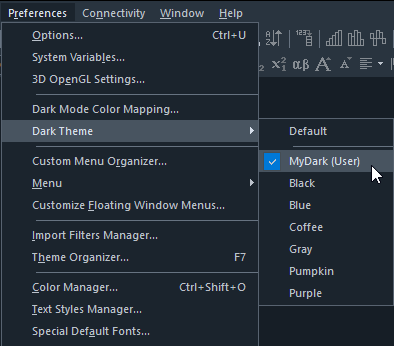 Preferences Connectivity Window Help
Options... Ctrl+U
System Variables...
3D OpenGL Settings...
Dark Mode Color Mapping...
Dark Theme
Default
Custom Menu Organizer...
MyDark (User)
Menu
Black
Customize Floating Window Menus...
Blue
Import Filters Manager...
Coffee
Theme Organizer... F7
Gray
Color Manager... Ctrl+Shift+O
Pumpkin
Text Styles Manager...
Purple
Special Default Fonts...